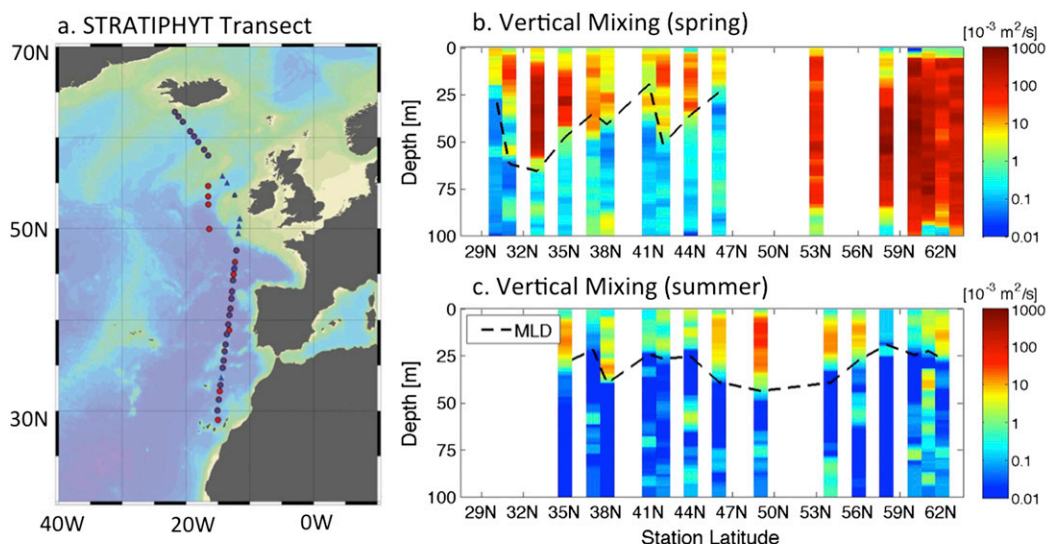 a. STRATIPHYT Transect
70N
50N
30N
40W 20W 0W
b. Vertical Mixing (spring)
[10⁻³ m²/s]
0
25
50
75
100
Depth [m]
29N 32N 35N 38N 41N 44N 47N 50N 53N 56N 59N 62N
1000
100
10
1
0.1
0.01
c. Vertical Mixing (summer)
[10⁻³ m²/s]
MLD
0
25
50
75
100
Depth [m]
29N 32N 35N 38N 41N 44N 47N 50N 53N 56N 59N 62N
Station Latitude
1000
100
10
1
0.1
0.01